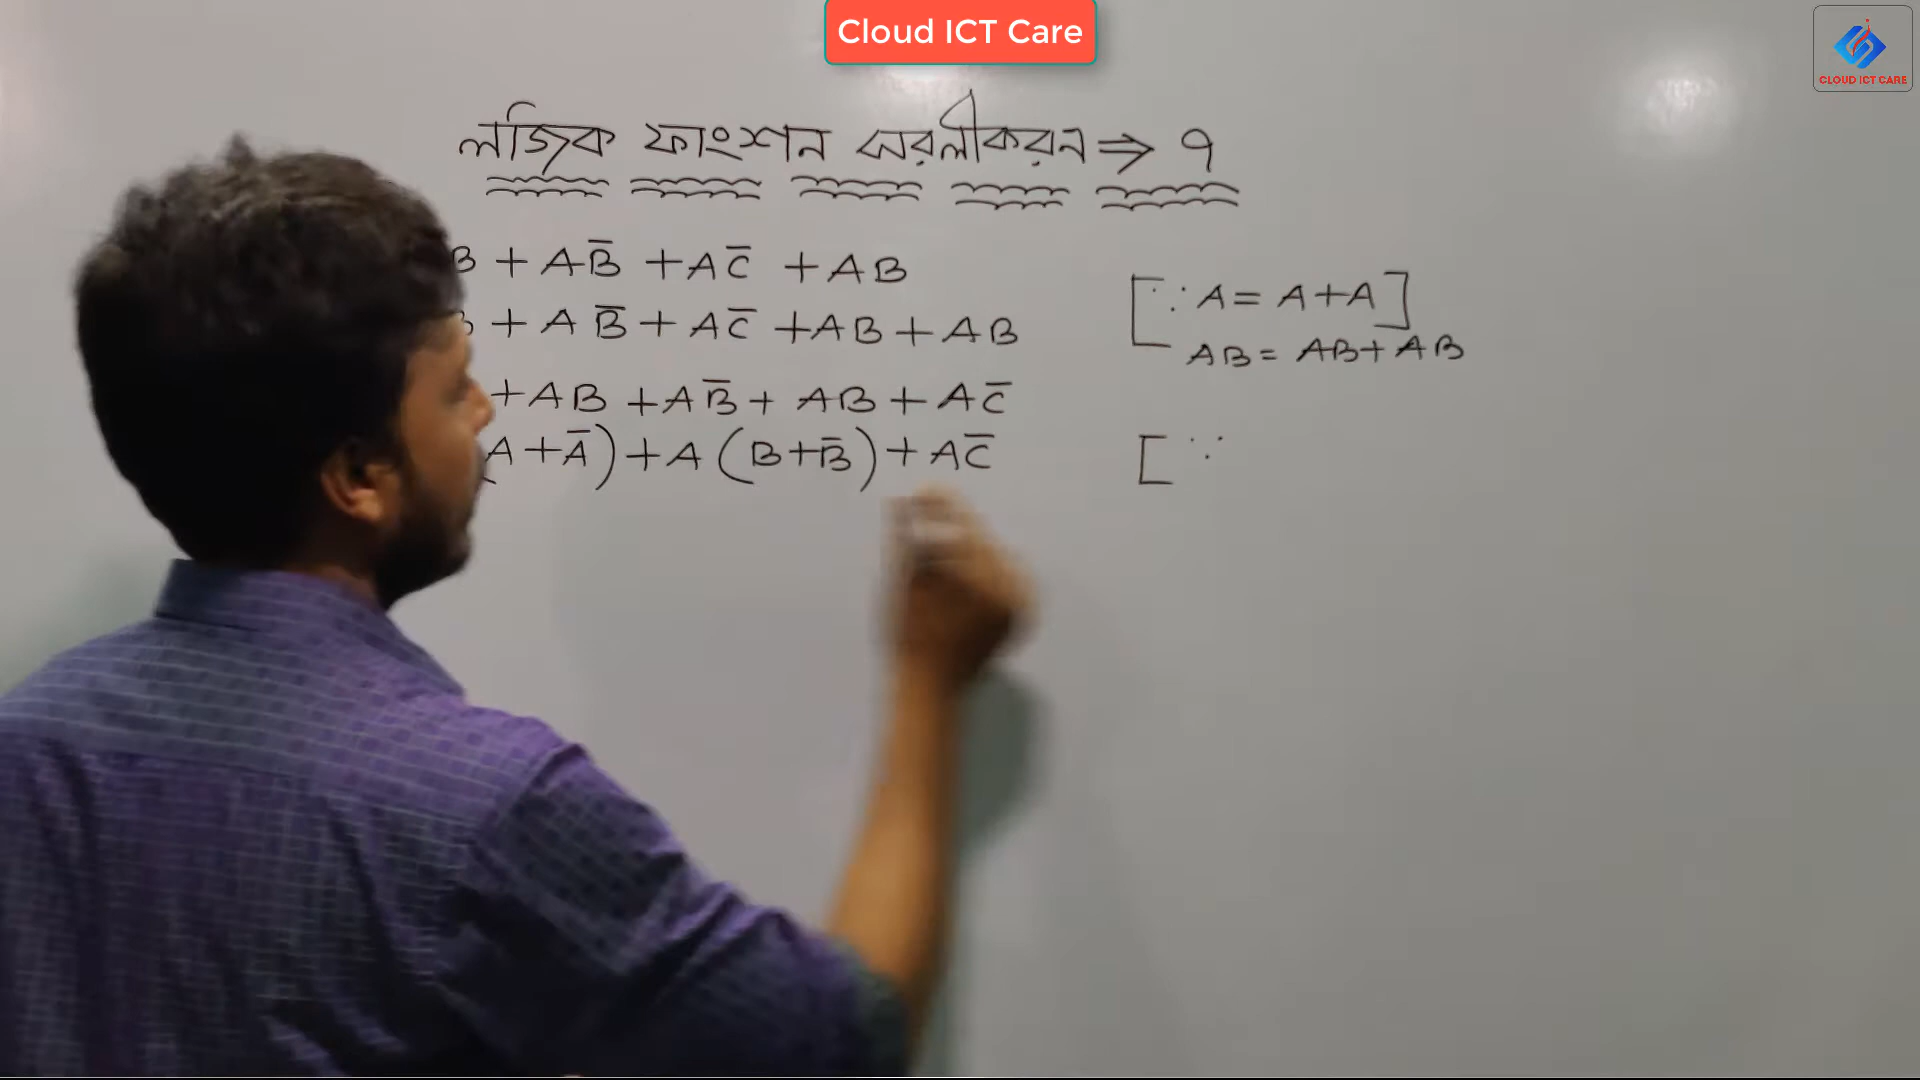 Cloud ICT Care
CLOUD ICT CARE
লজিক ফাংশন সরলীকরন ⇒ ৭
B + AB̅ + AC̅ + AB
+ AB̅ + AC̅ + AB + AB
[∵ A = A + A]
AB = AB + AB
+ AB + AB̅ + AB + AC̅
(A + A̅) + A (B + B̅) + AC̅
[∵